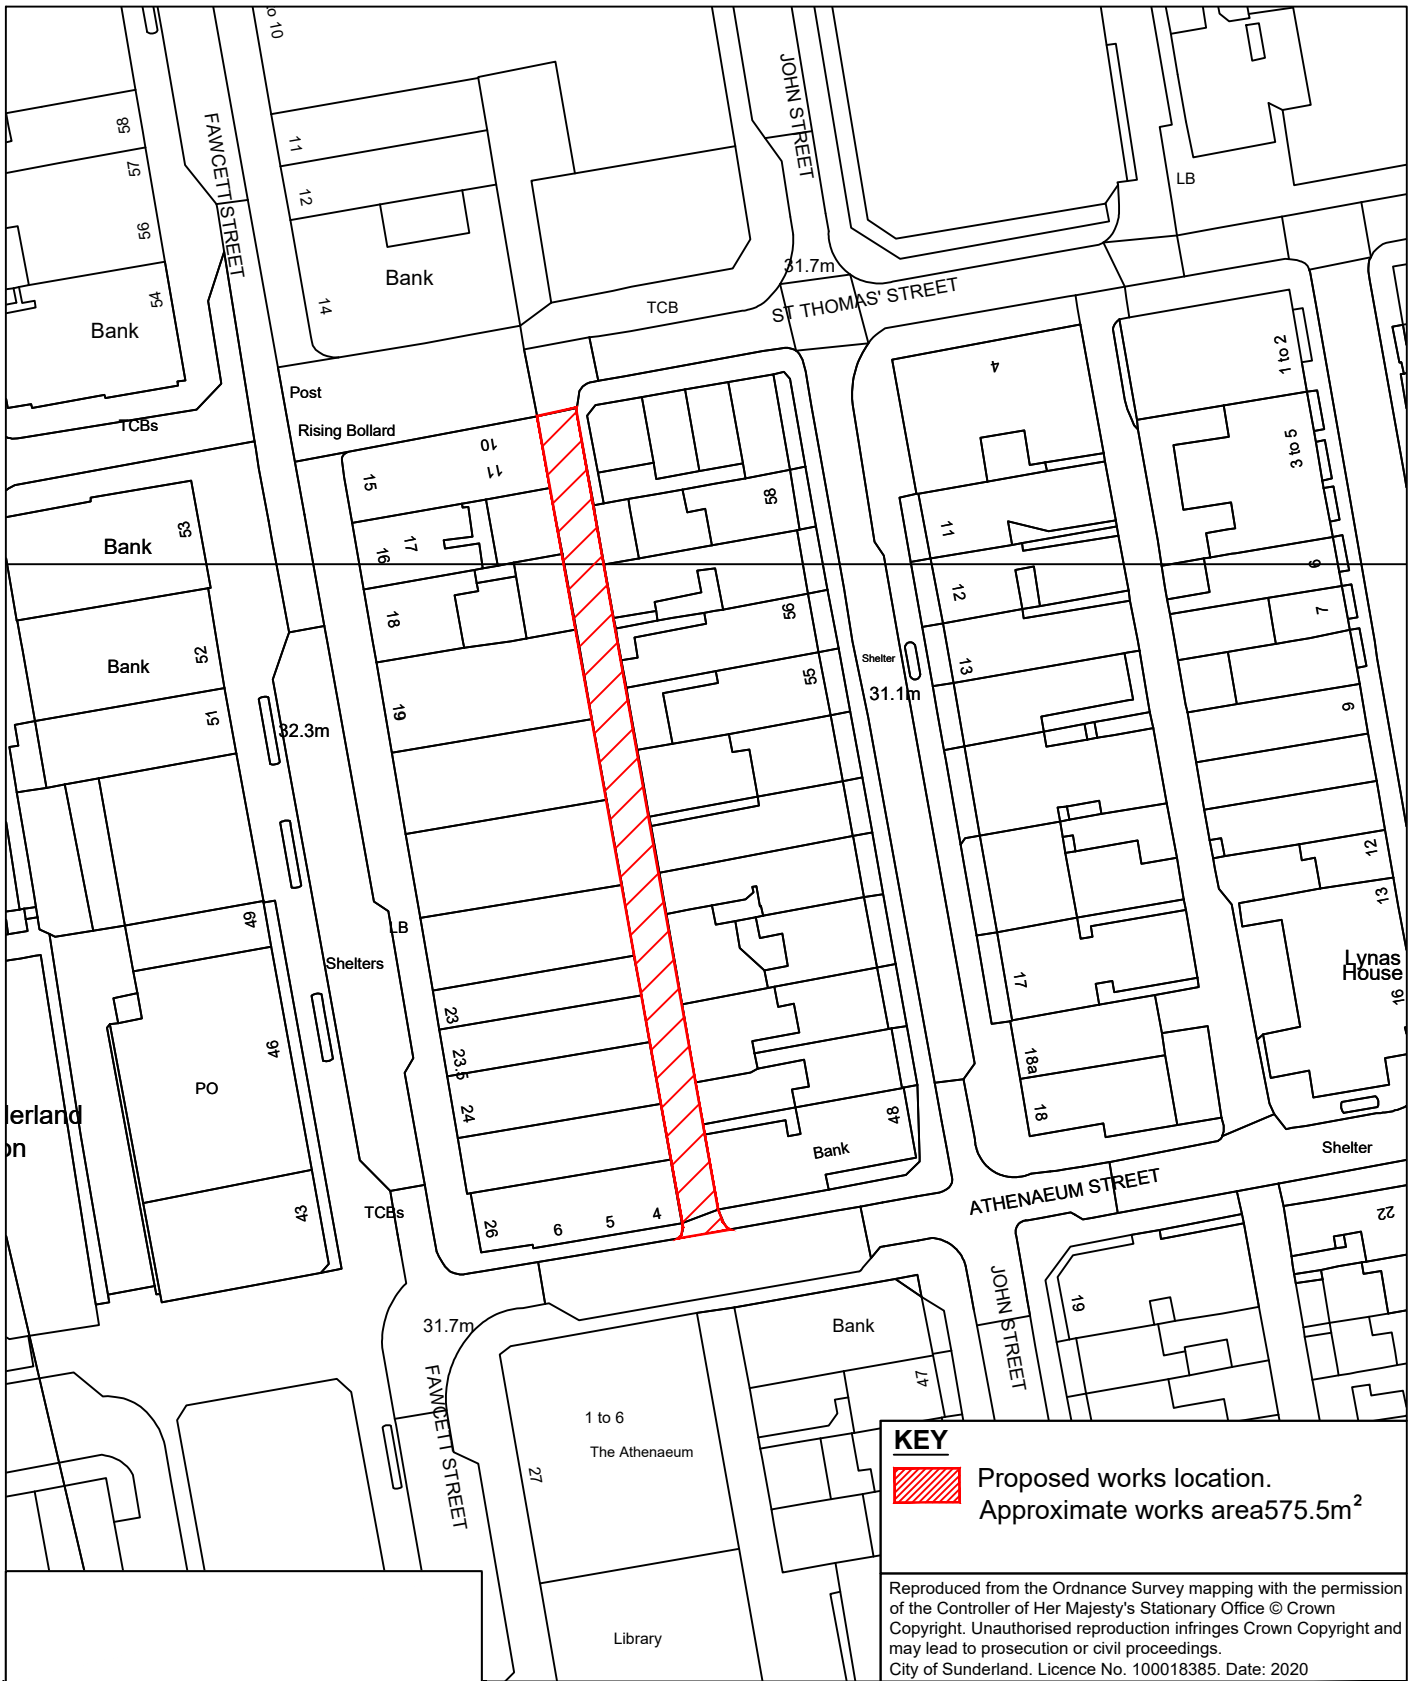 o 10
JOHN STREET
FAWCETT STREET
58
57
56
54
11
12
14
Bank
Bank
LB
31.7m
TCB
ST THOMAS' STREET
Post
Rising Bollard
TCBs
10
11
15
16
17
18
19
4
1 to 2
3 to 5
58
56
55
11
12
13
6
7
9
Bank
53
Bank
52
51
32.3m
Shelter
31.1m
49
LB
Shelters
46
PO
23
23.5
24
26
6
5
4
12
13
Lynas
House
16
17
18a
18
48
Bank
derland
on
43
TCBs
Shelter
ATHENAEUM STREET
22
31.7m
FAWCETT STREET
JOHN STREET
19
Bank
47
1 to 6
The Athenaeum
27
Library
KEY
Proposed works location.
Approximate works area575.5m²
Reproduced from the Ordnance Survey mapping with the permission
of the Controller of Her Majesty's Stationary Office © Crown
Copyright. Unauthorised reproduction infringes Crown Copyright and
may lead to prosecution or civil proceedings.
City of Sunderland. Licence No. 100018385. Date: 2020